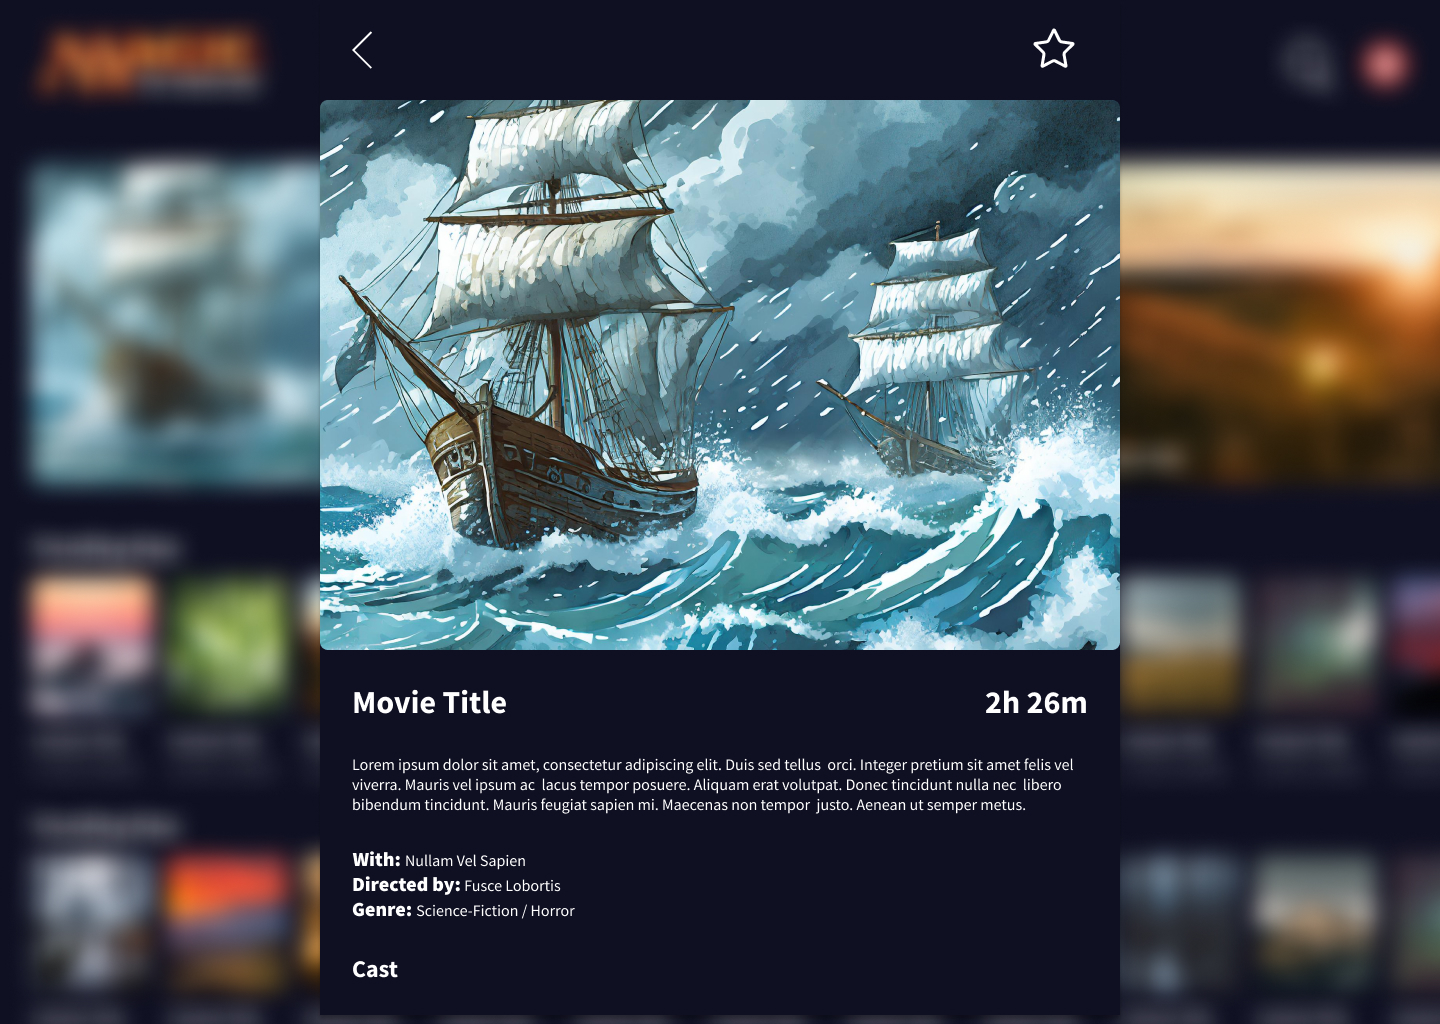 Movie Title
2h 26m
Lorem ipsum dolor sit amet, consectetur adipiscing elit. Duis sed tellus  orci. Integer pretium sit amet felis vel
viverra. Mauris vel ipsum ac  lacus tempor posuere. Aliquam erat volutpat. Donec tincidunt nulla nec  libero
bibendum tincidunt. Mauris feugiat sapien mi. Maecenas non tempor  justo. Aenean ut semper metus.
With: Nullam Vel Sapien
Directed by: Fusce Lobortis
Genre: Science-Fiction / Horror
Cast